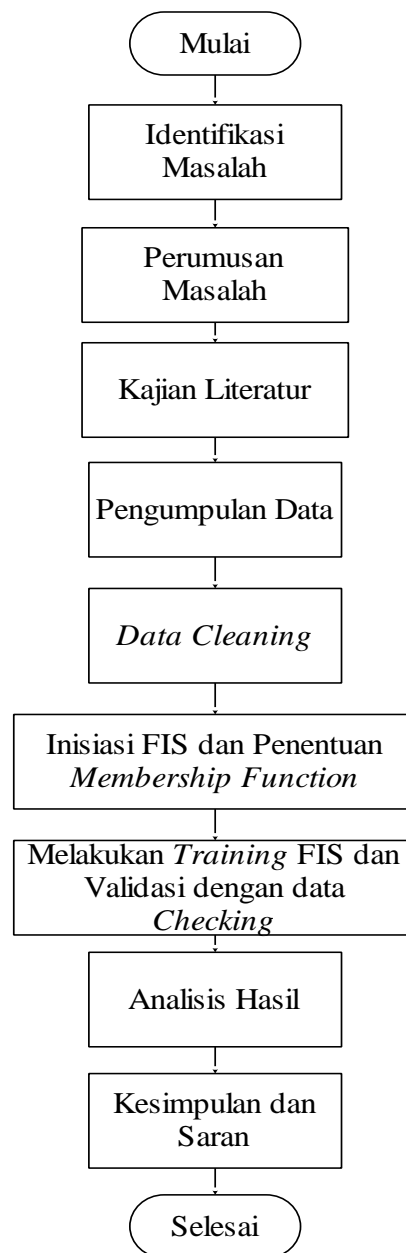 Mulai
Identifikasi
Masalah
Perumusan
Masalah
Kajian Literatur
Pengumpulan Data
Data Cleaning
Inisiasi FIS dan Penentuan
Membership Function
Melakukan Training FIS dan
Validasi dengan data
Checking
Analisis Hasil
Kesimpulan dan
Saran
Selesai